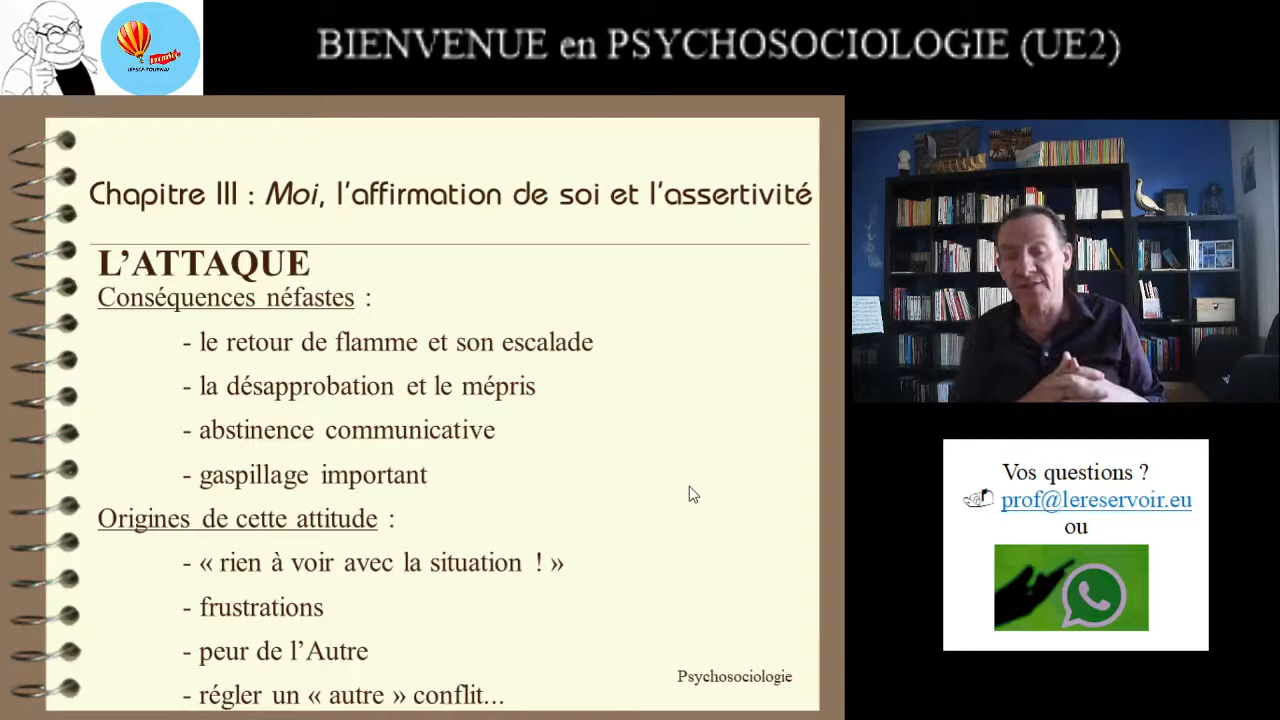 BIENVENUE en PSYCHOSOCIOLOGIE (UE2)
IEPSCF-TOURNAI
Chapitre III : Moi, l'affirmation de soi et l'assertivité
L'ATTAQUE
Conséquences néfastes :
- le retour de flamme et son escalade
- la désapprobation et le mépris
- abstinence communicative
- gaspillage important
Origines de cette attitude :
- « rien à voir avec la situation ! »
- frustrations
- peur de l'Autre
- régler un « autre » conflit...
Psychosociologie
Vos questions ?
prof@lereservoir.eu
ou